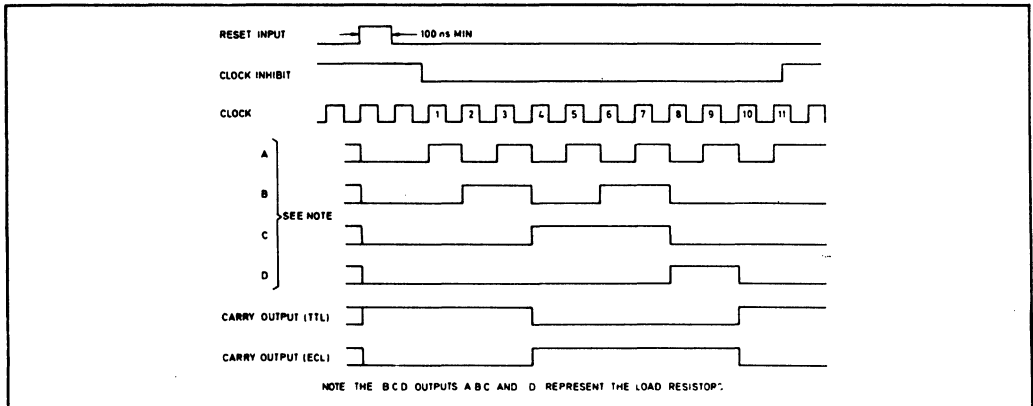 RESET INPUT
100 ns MIN
CLOCK INHIBIT
CLOCK
1 2 3 4 5 6 7 8 9 10 11
A
B
SEE NOTE
C
D
CARRY OUTPUT (TTL)
CARRY OUTPUT (ECL)
NOTE THE BCD OUTPUTS A B C AND D REPRESENT THE LOAD RESISTORS.